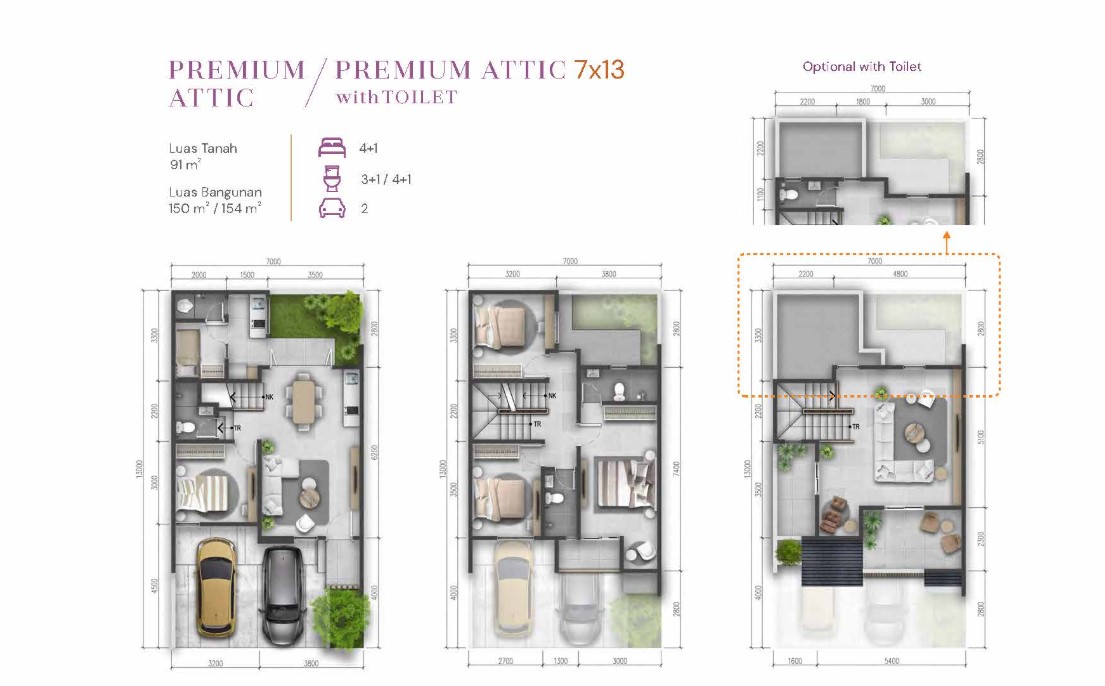 PREMIUM / PREMIUM ATTIC 7x13
ATTIC with TOILET
Luas Tanah
91 m²
Luas Bangunan
150 m² / 154 m²
4+1
3+1 / 4+1
2
Optional with Toilet
7000
2200 1800 3000
2200
1100
2800
7000
2000 1500 3500
3300
2200
3000
4500
13000
2800
6200
4000
NK
TR
3200 3800
7000
3200 3800
3300
2200
3500
4000
13000
2800
7400
2800
NK
TR
2700 1300 3000
7000
2200 4800
3300
2200
3500
4000
13000
2800
5100
2300
2800
TR
1600 5400